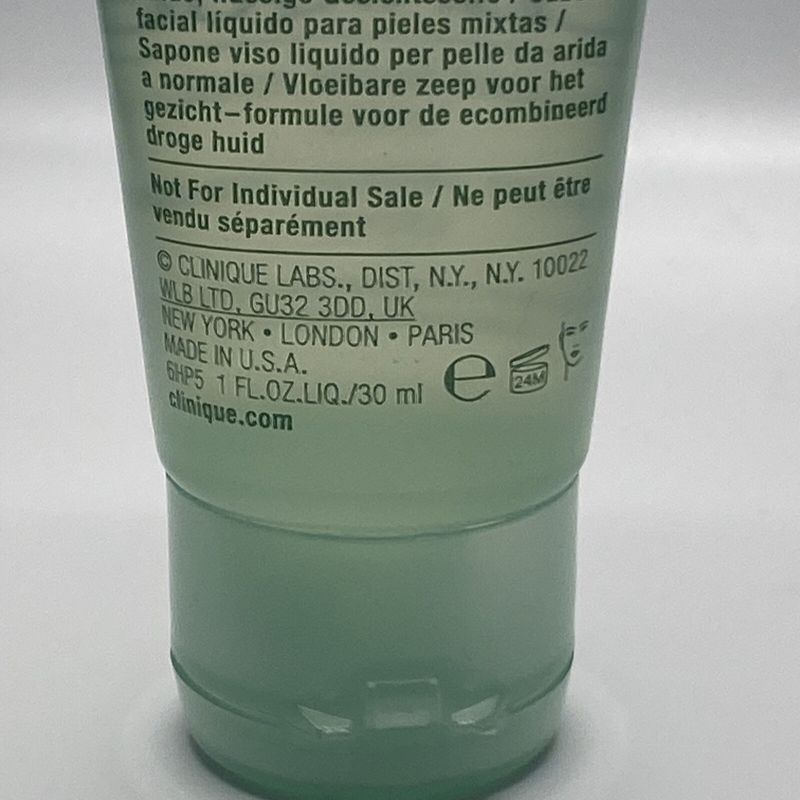 facial líquido para pieles mixtas /
Sapone viso liquido per pelle da arida
a normale / Vloeibare zeep voor het
gezicht–formule voor de ecombineerd
droge huid
Not For Individual Sale / Ne peut être
vendu séparément
© CLINIQUE LABS., DIST, N.Y., N.Y. 10022
WLB LTD, GU32 3DD, UK
NEW YORK • LONDON • PARIS
MADE IN U.S.A.
6HP5 1 FL.OZ.LIQ./30 ml e 24M
clinique.com